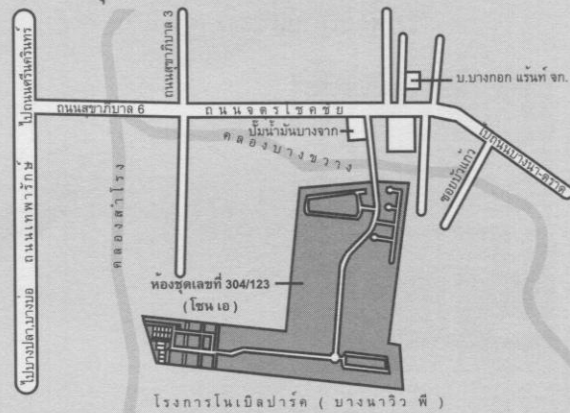 ไปถนนศรีนครินทร์
ถนนเทพารักษ์
ไปบางปลา,บางบ่อ
ถนนสุขาภิบาล 3
ถนนสุขาภิบาล 6
ถนนจตรโชคชัย
บ.บางกอก แร้นท์ จก.
ปั๊มน้ำมันบางจาก
คลองบางขวาง
ไปถนนบางนา-ตราด
ซอยบัวแก้ว
คลองสำโรง
ห้องชุดเลขที่ 304/123
(โซน เอ)
โรงการโนเบิลปาร์ค ( บางนาวิว พี )